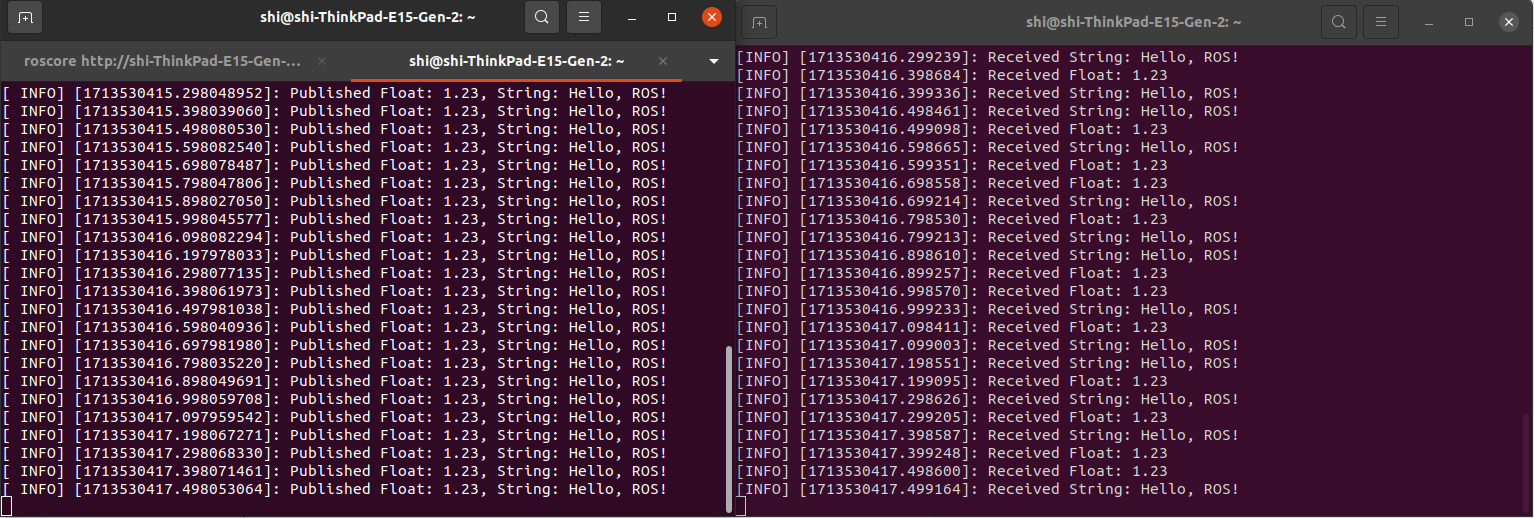 shi@shi-ThinkPad-E15-Gen-2: ~
roscore http://shi-ThinkPad-E15-Gen-...
shi@shi-ThinkPad-E15-Gen-2: ~
[ INFO] [1713530415.298048952]: Published Float: 1.23, String: Hello, ROS!
[ INFO] [1713530415.398039060]: Published Float: 1.23, String: Hello, ROS!
[ INFO] [1713530415.498080530]: Published Float: 1.23, String: Hello, ROS!
[ INFO] [1713530415.598082540]: Published Float: 1.23, String: Hello, ROS!
[ INFO] [1713530415.698078487]: Published Float: 1.23, String: Hello, ROS!
[ INFO] [1713530415.798047806]: Published Float: 1.23, String: Hello, ROS!
[ INFO] [1713530415.898027050]: Published Float: 1.23, String: Hello, ROS!
[ INFO] [1713530415.998045577]: Published Float: 1.23, String: Hello, ROS!
[ INFO] [1713530416.098082294]: Published Float: 1.23, String: Hello, ROS!
[ INFO] [1713530416.197978033]: Published Float: 1.23, String: Hello, ROS!
[ INFO] [1713530416.298077135]: Published Float: 1.23, String: Hello, ROS!
[ INFO] [1713530416.398061973]: Published Float: 1.23, String: Hello, ROS!
[ INFO] [1713530416.497981038]: Published Float: 1.23, String: Hello, ROS!
[ INFO] [1713530416.598040936]: Published Float: 1.23, String: Hello, ROS!
[ INFO] [1713530416.697981980]: Published Float: 1.23, String: Hello, ROS!
[ INFO] [1713530416.798035220]: Published Float: 1.23, String: Hello, ROS!
[ INFO] [1713530416.898049691]: Published Float: 1.23, String: Hello, ROS!
[ INFO] [1713530416.998059708]: Published Float: 1.23, String: Hello, ROS!
[ INFO] [1713530417.097959542]: Published Float: 1.23, String: Hello, ROS!
[ INFO] [1713530417.198067271]: Published Float: 1.23, String: Hello, ROS!
[ INFO] [1713530417.298068330]: Published Float: 1.23, String: Hello, ROS!
[ INFO] [1713530417.398071461]: Published Float: 1.23, String: Hello, ROS!
[ INFO] [1713530417.498053064]: Published Float: 1.23, String: Hello, ROS!
shi@shi-ThinkPad-E15-Gen-2: ~
[INFO] [1713530416.299239]: Received String: Hello, ROS!
[INFO] [1713530416.398684]: Received Float: 1.23
[INFO] [1713530416.399336]: Received String: Hello, ROS!
[INFO] [1713530416.498461]: Received String: Hello, ROS!
[INFO] [1713530416.499098]: Received Float: 1.23
[INFO] [1713530416.598665]: Received String: Hello, ROS!
[INFO] [1713530416.599351]: Received Float: 1.23
[INFO] [1713530416.698558]: Received Float: 1.23
[INFO] [1713530416.699214]: Received String: Hello, ROS!
[INFO] [1713530416.798530]: Received Float: 1.23
[INFO] [1713530416.799213]: Received String: Hello, ROS!
[INFO] [1713530416.898610]: Received String: Hello, ROS!
[INFO] [1713530416.899257]: Received Float: 1.23
[INFO] [1713530416.998570]: Received Float: 1.23
[INFO] [1713530416.999233]: Received String: Hello, ROS!
[INFO] [1713530417.098411]: Received Float: 1.23
[INFO] [1713530417.099003]: Received String: Hello, ROS!
[INFO] [1713530417.198551]: Received String: Hello, ROS!
[INFO] [1713530417.199095]: Received Float: 1.23
[INFO] [1713530417.298626]: Received String: Hello, ROS!
[INFO] [1713530417.299205]: Received Float: 1.23
[INFO] [1713530417.398587]: Received String: Hello, ROS!
[INFO] [1713530417.399248]: Received Float: 1.23
[INFO] [1713530417.498600]: Received Float: 1.23
[INFO] [1713530417.499164]: Received String: Hello, ROS!